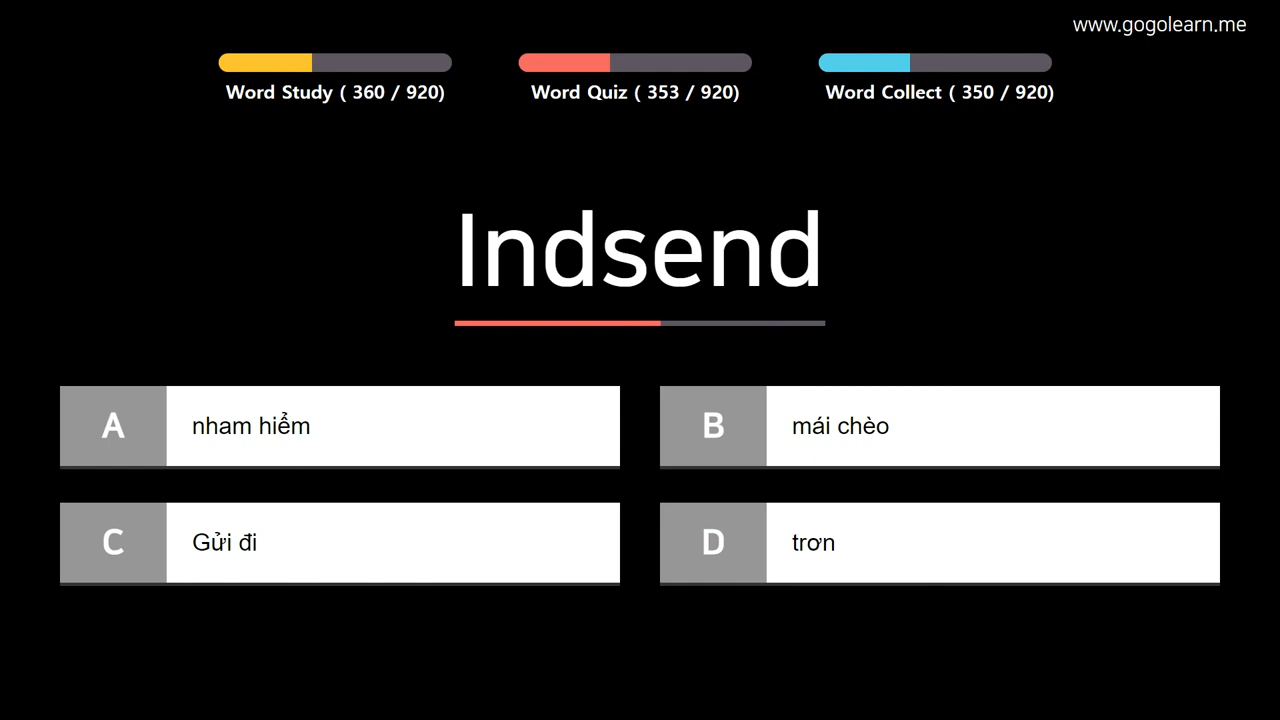 www.gogolearn.me
Word Study ( 360 / 920)
Word Quiz ( 353 / 920)
Word Collect ( 350 / 920)
Indsend
A
nham hiểm
B
mái chèo
C
Gửi đi
D
trơn